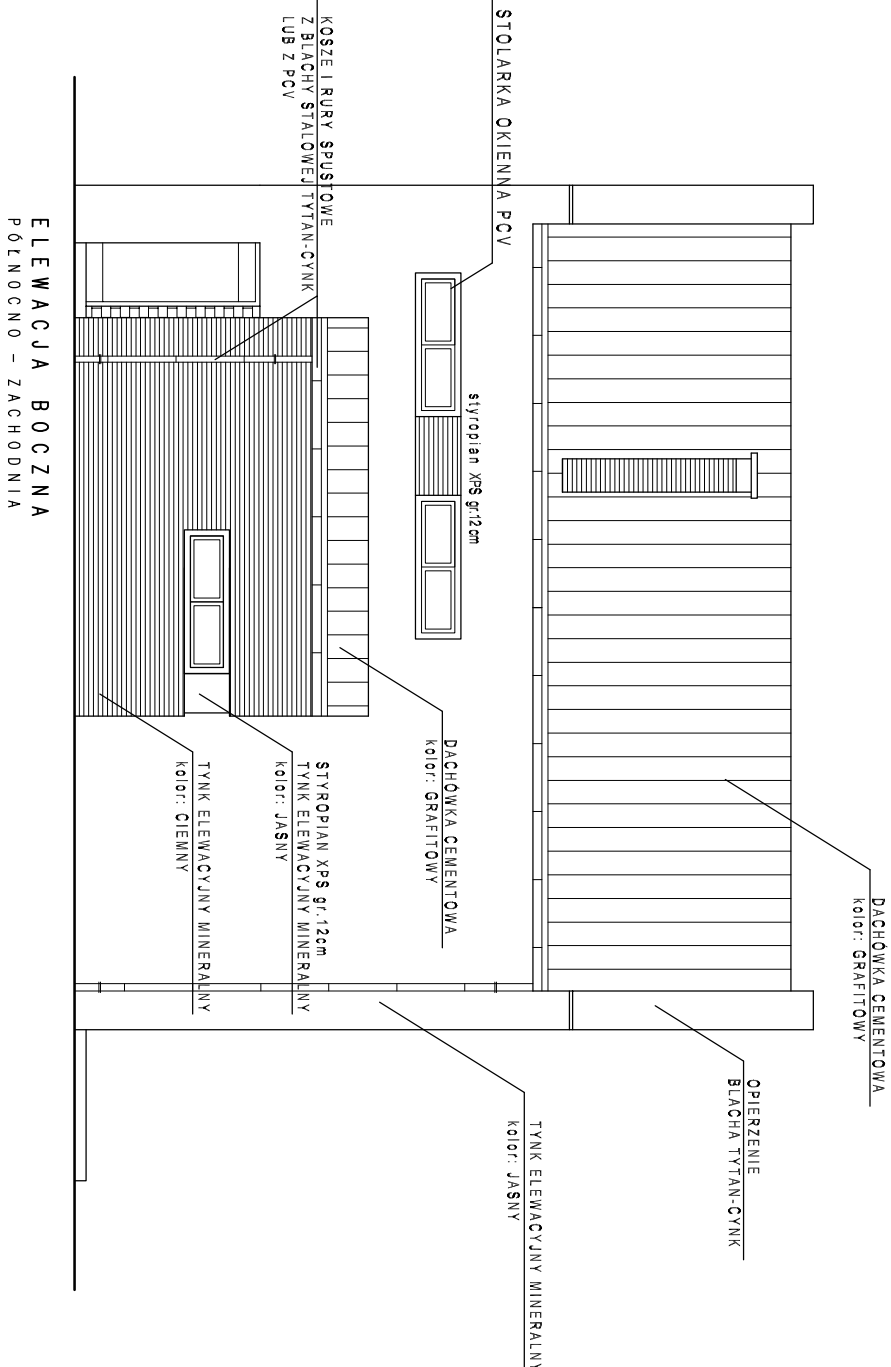 DACHÓWKA CEMENTOWA
kolor: GRAFITOWY
OPIERZENIE
BLACHA TYTAN-CYNK
STOLARKA OKIENNA PCV
styropian XPS gr.12cm
TYNK ELEWACYJNY MINERALNY
kolor: JASNY
DACHÓWKA CEMENTOWA
kolor: GRAFITOWY
KOSZE I RURY SPUSTOWE
Z BLACHY STALOWEJ TYTAN-CYNK
LUB Z PCV
STYROPIAN XPS gr.12cm
TYNK ELEWACYJNY MINERALNY
kolor: JASNY
TYNK ELEWACYJNY MINERALNY
kolor: CIEMNY
ELEWACJA BOCZNA
PÓŁNOCNO - ZACHODNIA